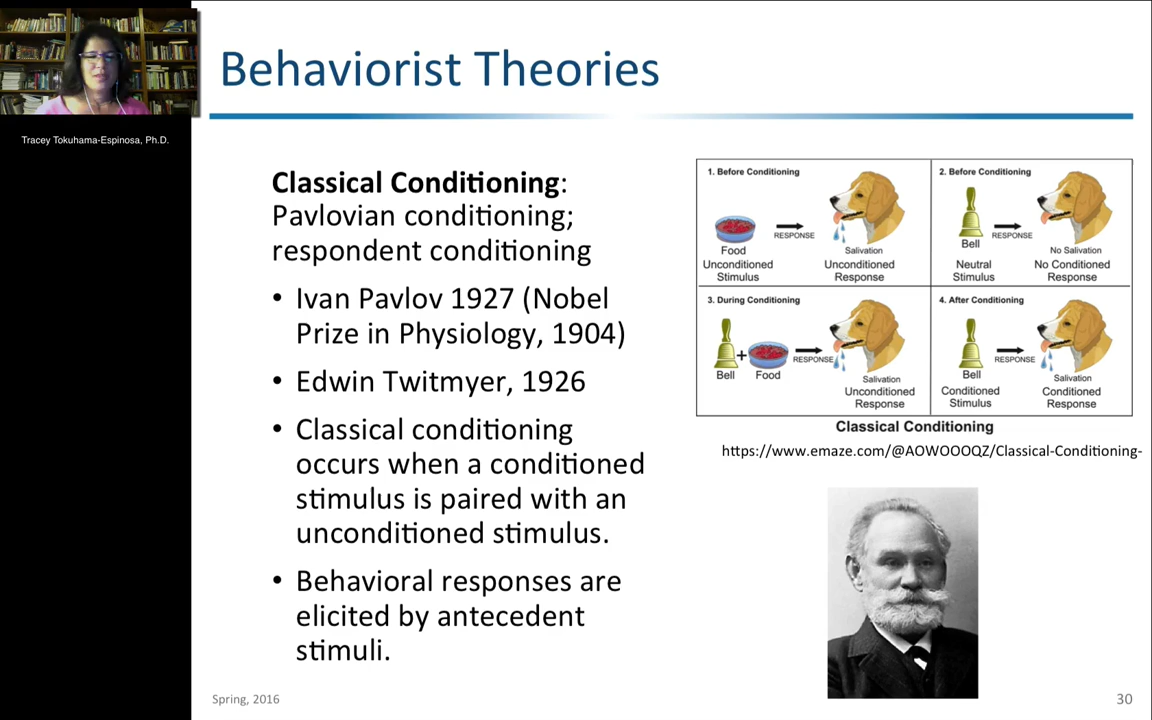 Behaviorist Theories
Tracey Tokuhama-Espinosa, Ph.D.
Classical Conditioning:
Pavlovian conditioning;
respondent conditioning
• Ivan Pavlov 1927 (Nobel
Prize in Physiology, 1904)
• Edwin Twitmyer, 1926
• Classical conditioning
occurs when a conditioned
stimulus is paired with an
unconditioned stimulus.
• Behavioral responses are
elicited by antecedent
stimuli.
1. Before Conditioning
RESPONSE
Food
Salivation
Unconditioned
Stimulus
Unconditioned
Response
2. Before Conditioning
RESPONSE
Bell
No Salivation
Neutral
Stimulus
No Conditioned
Response
3. During Conditioning
+
RESPONSE
Bell
Food
Salivation
Unconditioned
Response
4. After Conditioning
RESPONSE
Bell
Salivation
Conditioned
Stimulus
Conditioned
Response
Classical Conditioning
https://www.emaze.com/@AOWOOOQZ/Classical-Conditioning-
Spring, 2016
30